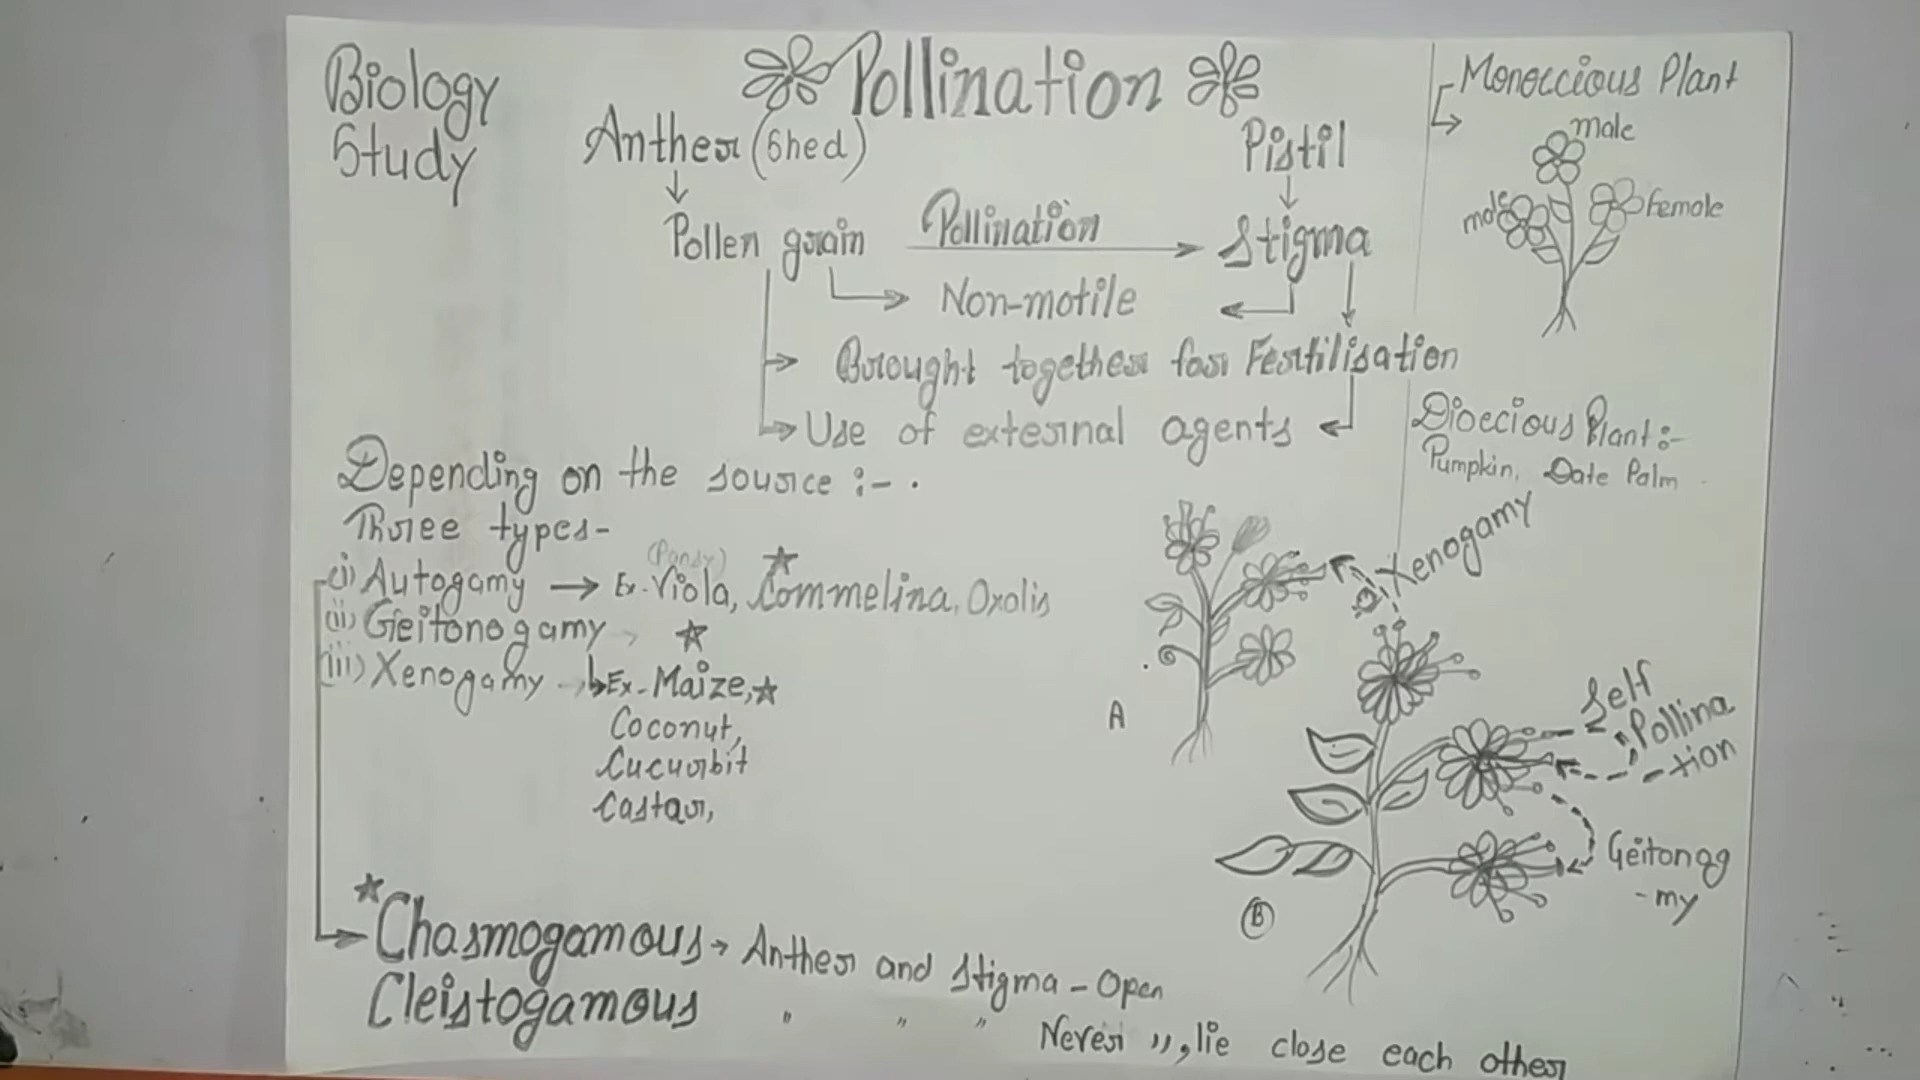 Biology
Study
Pollination
Anther (Shed)
Pistil
Pollen grain
Pollination
Stigma
Non-motile
Brought together for Fertilisation
Use of external agents
Depending on the source :- .
Three types-
(i) Autogamy → Ex-Viola, Commelina, Oxalis
(Pansy)
(ii) Geitonogamy
(iii) Xenogamy → Ex- Maize,
Coconut,
Cucurbit
Castar,
Chasmogamous → Anther and Stigma - Open
Cleistogamous " " " Never ", lie close each other
Monoecious Plant
male
male
Female
Dioecious Plant :-
Pumpkin, Date Palm
Xenogamy
A
Self
Pollina
-tion
Geitonog
-my
B